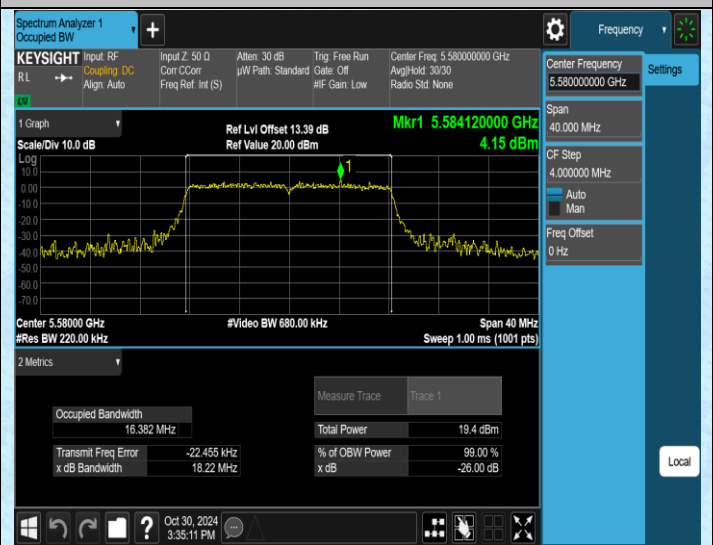 Spectrum Analyzer 1
Occupied BW
+
Frequency
KEYSIGHT
Input: RF
Coupling: DC
Align: Auto
Input Z: 50 Ω
Corr CCorr
Freq Ref: Int (S)
Atten: 30 dB
µW Path: Standard
Trig: Free Run
Gate: Off
#IF Gain: Low
Center Freq: 5.580000000 GHz
Avg|Hold: 30/30
Radio Std: None
RL
Center Frequency
5.580000000 GHz
Settings
Span
40.000 MHz
CF Step
4.000000 MHz
Auto
Man
Freq Offset
0 Hz
1 Graph
Scale/Div 10.0 dB
Ref Lvl Offset 13.39 dB
Ref Value 20.00 dBm
Mkr1 5.584120000 GHz
4.15 dBm
Log
10.0
0.00
-10.0
-20.0
-30.0
-40.0
-50.0
-60.0
-70.0
1
Center 5.58000 GHz
#Video BW 680.00 kHz
Span 40 MHz
#Res BW 220.00 kHz
Sweep 1.00 ms (1001 pts)
2 Metrics
Measure Trace
Trace 1
Occupied Bandwidth
16.382 MHz
Total Power
19.4 dBm
Transmit Freq Error
-22.455 kHz
% of OBW Power
99.00 %
x dB Bandwidth
18.22 MHz
x dB
-26.00 dB
Local
?
Oct 30, 2024
3:35:11 PM